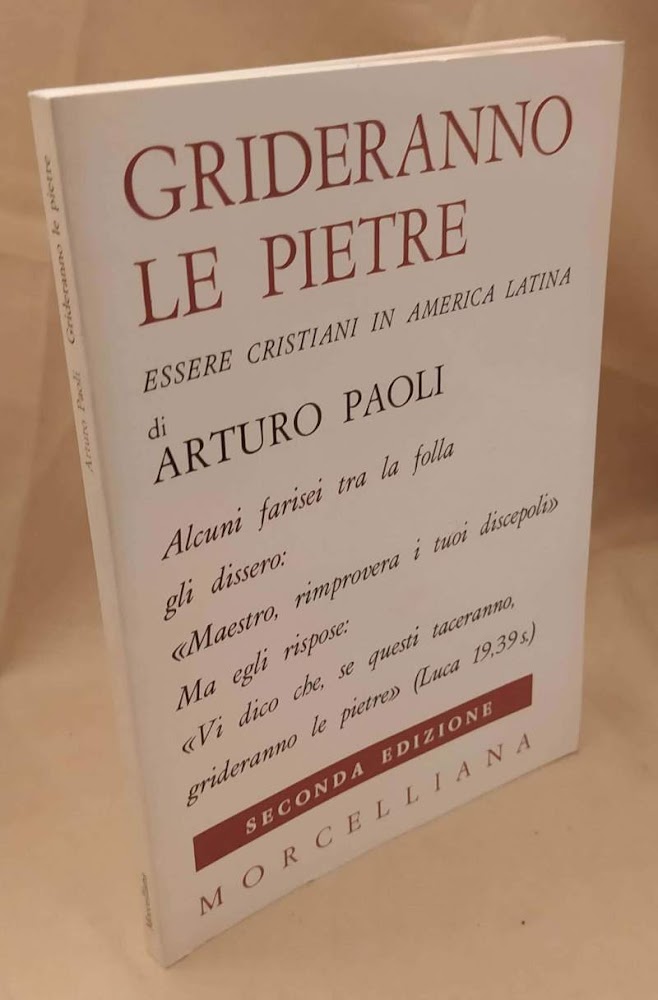 GRIDERANNO
LE PIETRE
ESSERE CRISTIANI IN AMERICA LATINA
di
ARTURO PAOLI
Alcuni farisei tra la folla
gli dissero:
«Maestro, rimprovera i tuoi discepoli»
Ma egli rispose:
«Vi dico che, se questi taceranno,
grideranno le pietre» (Luca 19,39 s.)
SECONDA EDIZIONE
MORCELLIANA
Arturo Paoli Grideranno le pietre
Morcelliana